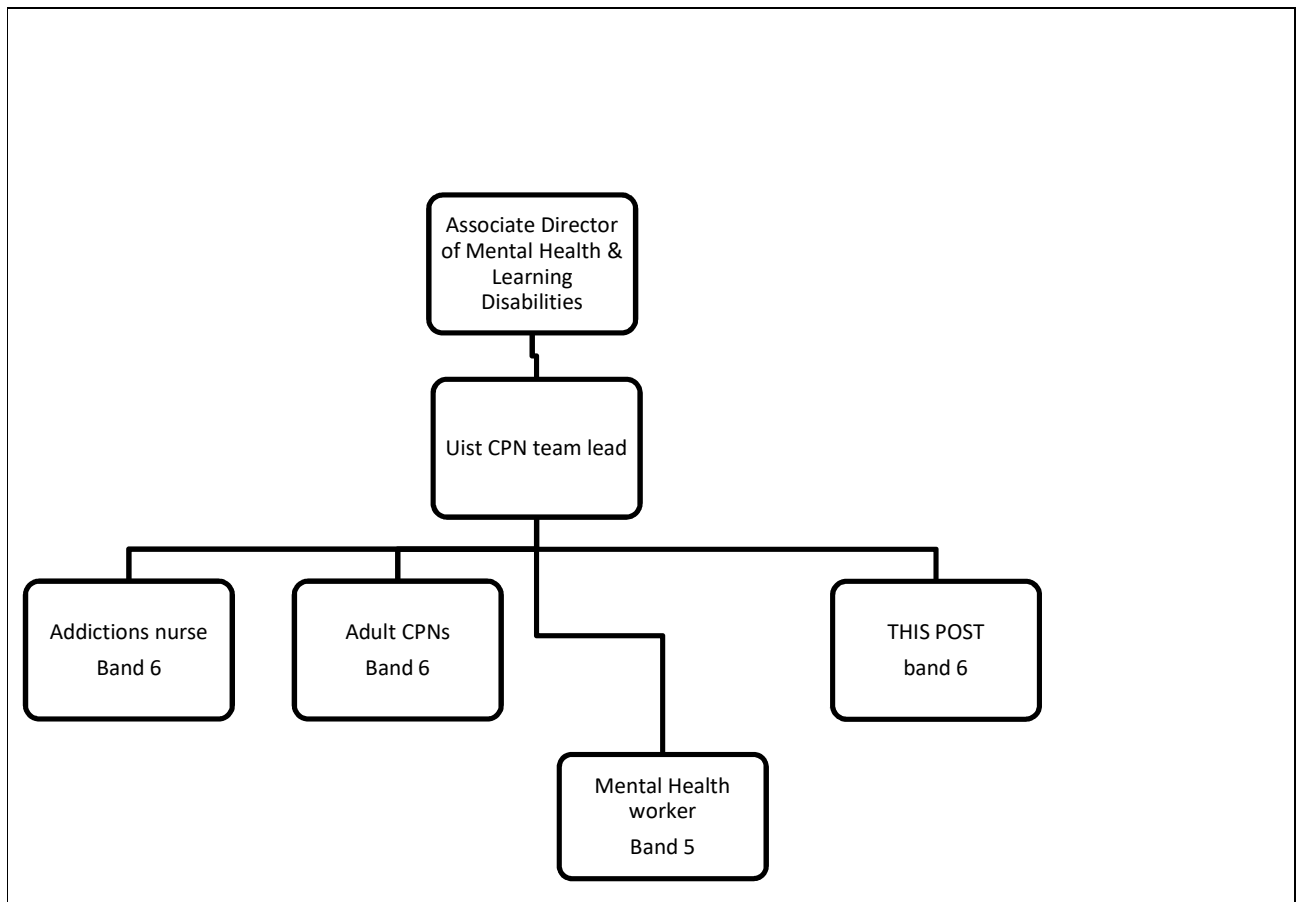 Associate Director
of Mental Health &
Learning
Disabilities
Uist CPN team lead
Addictions nurse
Band 6
Adult CPNs
Band 6
THIS POST
band 6
Mental Health
worker
Band 5